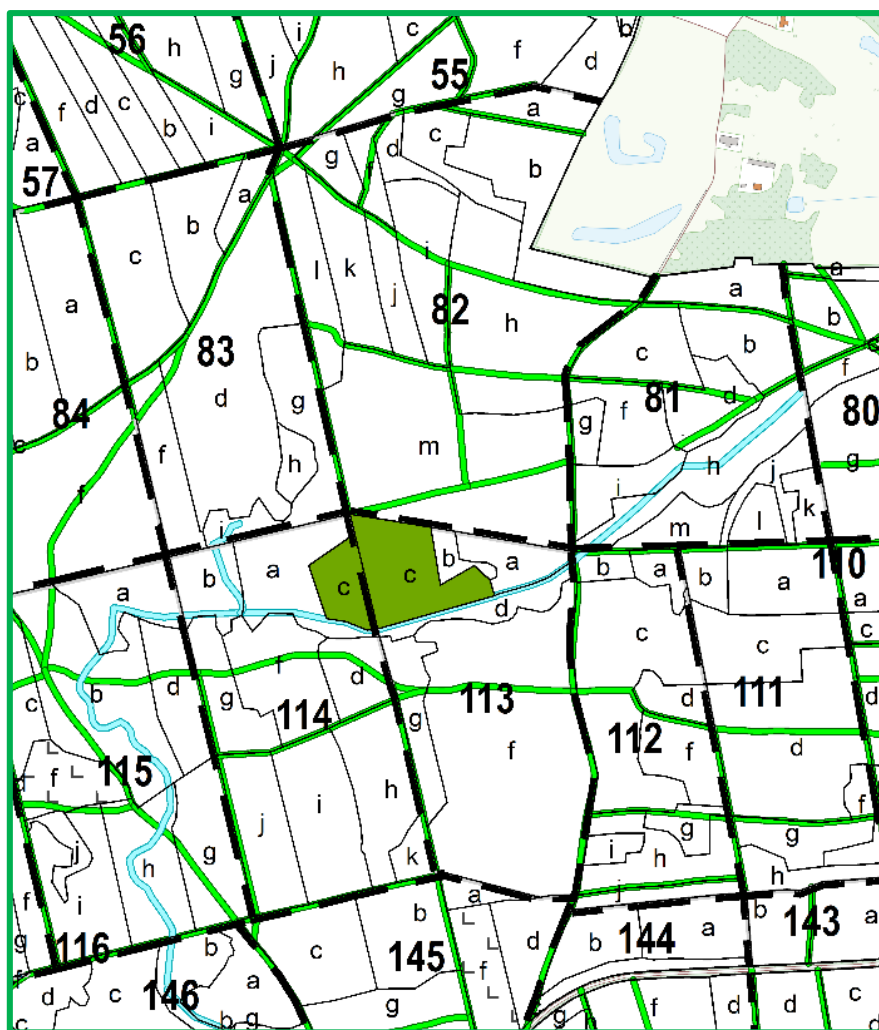 56 h i c f b
g j h 55 d
c f d c b i g g d c a
a
57 a b c b
a l k i j 82 h
a b
a c
c b c
83 84 b d g h c f f
m g f 81 d f 80
h j g
i k
j m l
110
a b a c c b a d b a b a a
c c c
c b d g f d g d
114 113 111
112
115 f f f d d
j i h f
j h g k i h g g f
h
a
f i b b a b 143 a
g 116 b c 145 d 144
f d c 146 a f
c b g g g f d d c d